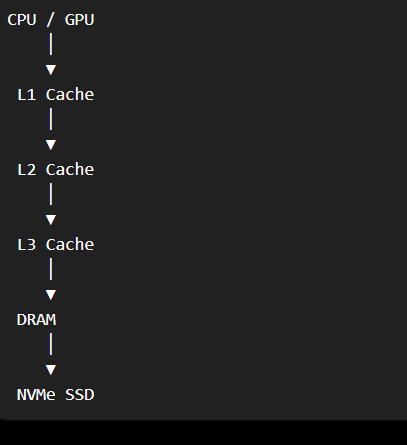 CPU / GPU
L1 Cache
L2 Cache
L3 Cache
DRAM
NVMe SSD